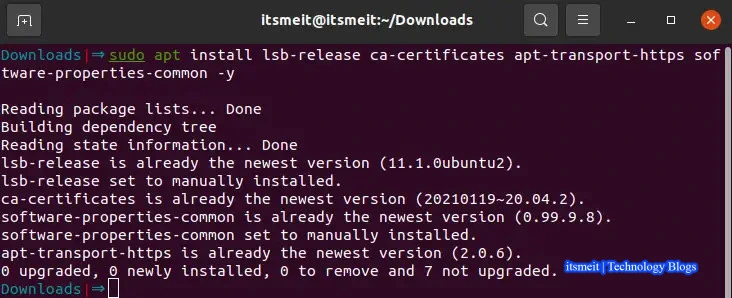 itsmeit@itsmeit:~/Downloads
Downloads|⇒ sudo apt install lsb-release ca-certificates apt-transport-https sof
tware-properties-common -y
Reading package lists... Done
Building dependency tree
Reading state information... Done
lsb-release is already the newest version (11.1.0ubuntu2).
lsb-release set to manually installed.
ca-certificates is already the newest version (20210119~20.04.2).
software-properties-common is already the newest version (0.99.9.8).
software-properties-common set to manually installed.
apt-transport-https is already the newest version (2.0.6).
0 upgraded, 0 newly installed, 0 to remove and 7 not upgraded.
itsmeit | Technology Blogs
Downloads|⇒